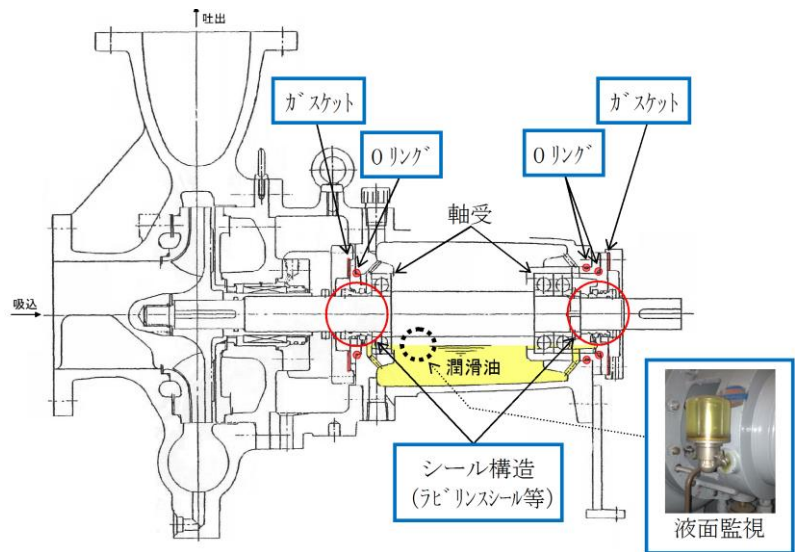 吐出
ガスケット
ガスケット
Oリング
Oリング
軸受
吸込
潤滑油
シール構造
(ラビリンスシール等)
液面監視